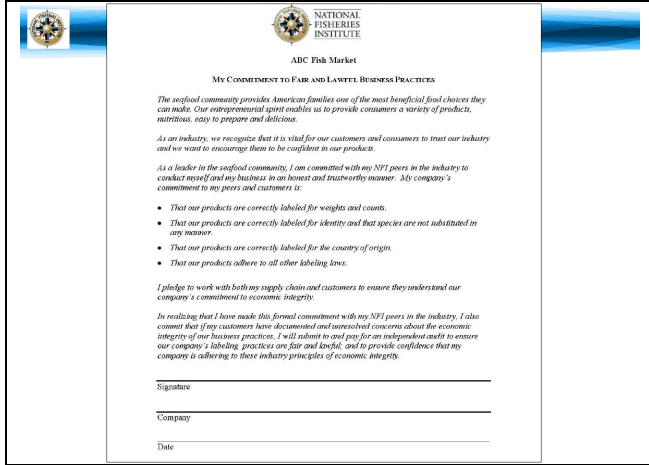 NATIONAL
FISHERIES
INSTITUTE
ABC Fish Market
MY COMMITMENT TO FAIR AND LAWFUL BUSINESS PRACTICES
The seafood community provides American families one of the most beneficial food choices they
can make. Our entrepreneurial spirit enables us to provide consumers a variety of products,
nutritious, easy to prepare and delicious.
As an industry, we recognize that it is vital for our customers and consumers to trust our industry
and we want to encourage them to be confident in our products.
As a leader in the seafood community, I am committed with my NFI peers in the industry to
conduct myself and my business in an honest and trustworthy manner. My company's
commitment to my peers and customers is:
• That our products are correctly labeled for weights and counts.
• That our products are correctly labeled for identity and that species are not substituted in
any manner.
• That our products are correctly labeled for the country of origin.
• That our products adhere to all other labeling laws.
I pledge to work with both my supply chain and customers to ensure they understand our
company's commitment to economic integrity.
In realizing that I have made this formal commitment with my NFI peers in the industry, I also
commit that if my customers have documented and unresolved concerns about the economic
integrity of our business practices, I will submit to and pay for an independent audit to ensure
our company's labeling practices are fair and lawful; and to provide confidence that my
company is adhering to these industry principles of economic integrity.
Signature
Company
Date